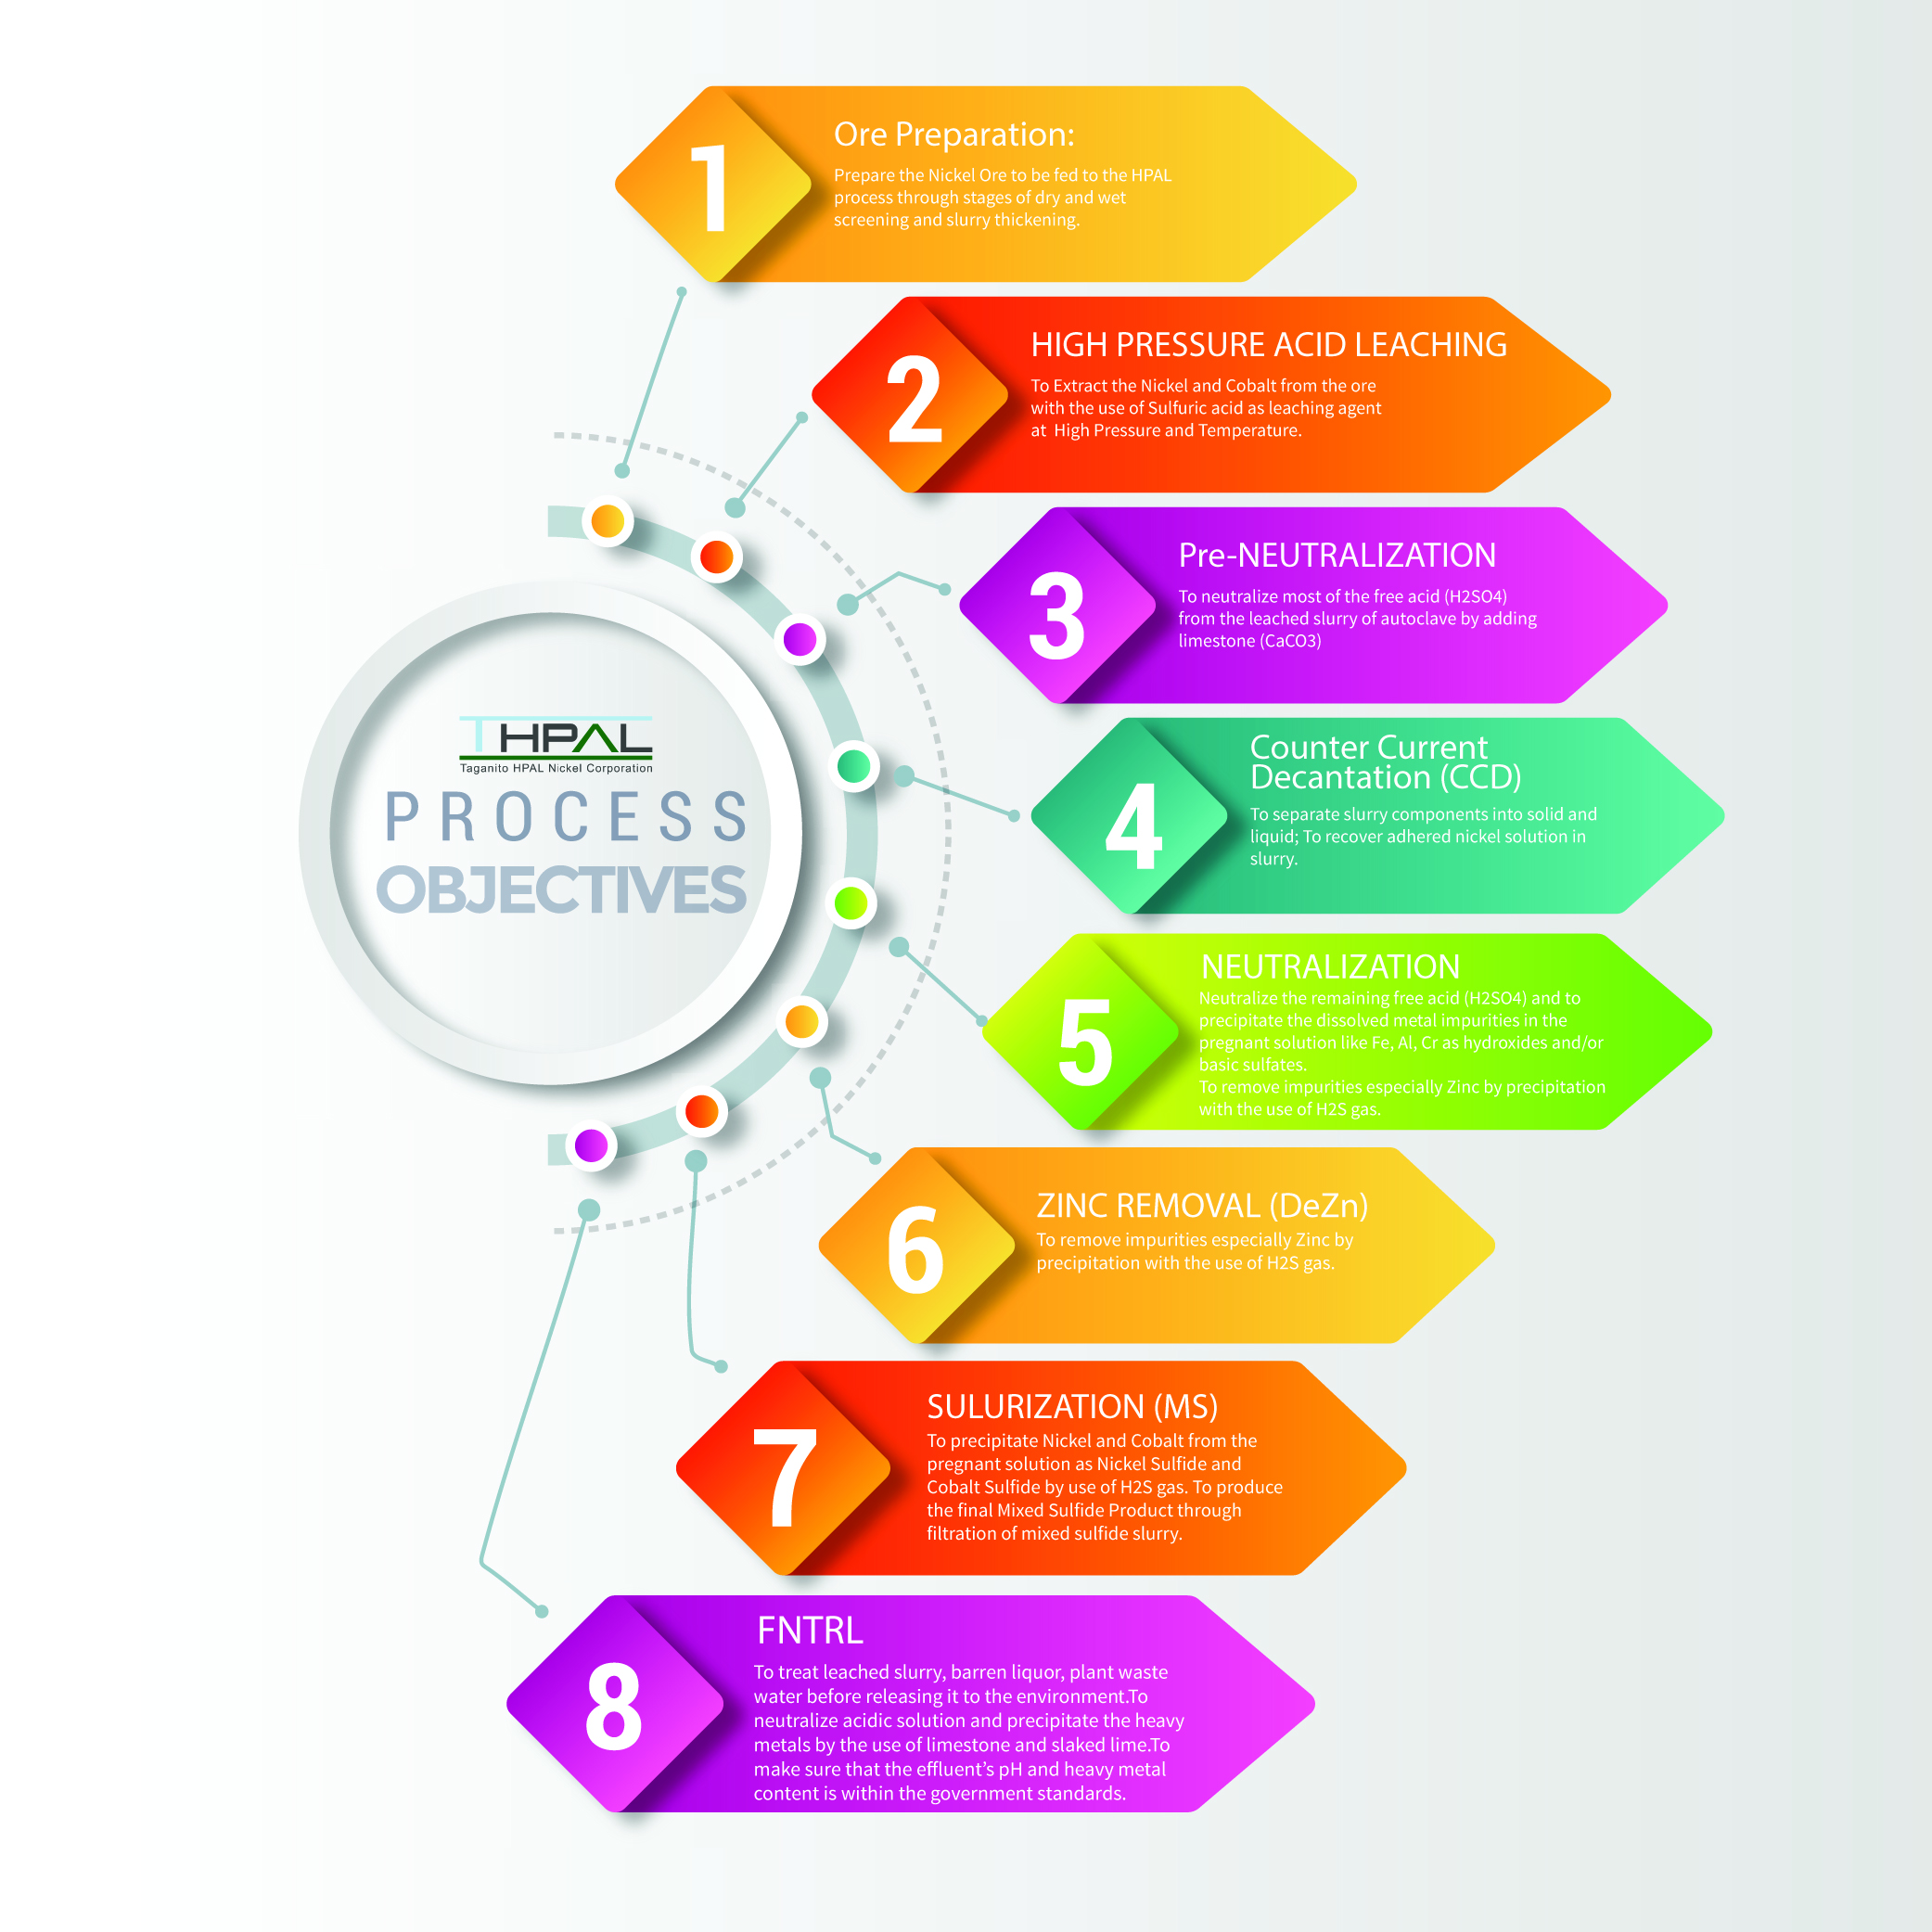 1
Ore Preparation:
Prepare the Nickel Ore to be fed to the HPAL
process through stages of dry and wet
screening and slurry thickening.
2
HIGH PRESSURE ACID LEACHING
To Extract the Nickel and Cobalt from the ore
with the use of Sulfuric acid as leaching agent
at High Pressure and Temperature.
3
Pre-NEUTRALIZATION
To neutralize most of the free acid (H2SO4)
from the leached slurry of autoclave by adding
limestone (CaCO3)
THPAL
Taganito HPAL Nickel Corporation
PROCESS
OBJECTIVES
4
Counter Current
Decantation (CCD)
To separate slurry components into solid and
liquid; To recover adhered nickel solution in
slurry.
5
NEUTRALIZATION
Neutralize the remaining free acid (H2SO4) and to
precipitate the dissolved metal impurities in the
pregnant solution like Fe, Al, Cr as hydroxides and/or
basic sulfates.
To remove impurities especially Zinc by precipitation
with the use of H2S gas.
6
ZINC REMOVAL (DeZn)
To remove impurities especially Zinc by
precipitation with the use of H2S gas.
7
SULURIZATION (MS)
To precipitate Nickel and Cobalt from the
pregnant solution as Nickel Sulfide and
Cobalt Sulfide by use of H2S gas. To produce
the final Mixed Sulfide Product through
filtration of mixed sulfide slurry.
8
FNTRL
To treat leached slurry, barren liquor, plant waste
water before releasing it to the environment.To
neutralize acidic solution and precipitate the heavy
metals by the use of limestone and slaked lime.To
make sure that the effluent’s pH and heavy metal
content is within the government standards.